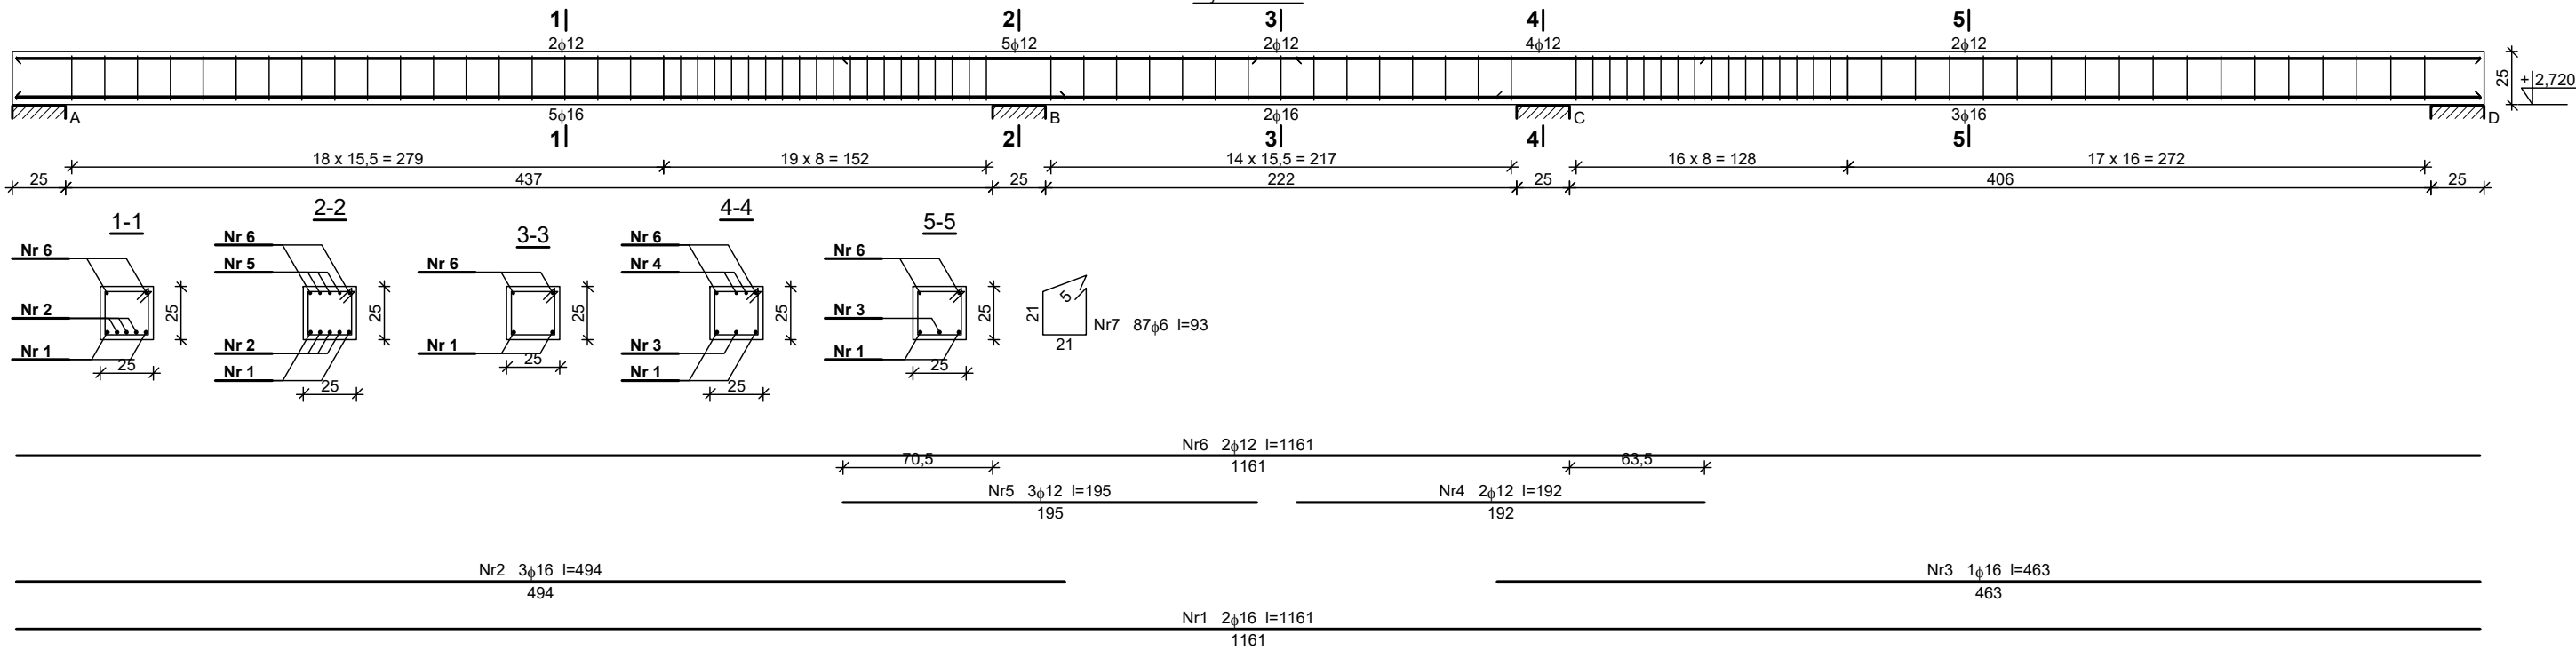 1| 2| 3| 4| 5|
2ϕ12 5ϕ12 2ϕ12 4ϕ12 2ϕ12
25 +2,720
A B C D
5ϕ16 2ϕ16 3ϕ16
1| 2| 3| 4| 5|
18 x 15,5 = 279 19 x 8 = 152 14 x 15,5 = 217 16 x 8 = 128 17 x 16 = 272
25 437 25 222 25 406 25
1-1
Nr 6
Nr 2
Nr 1
25
25
2-2
Nr 6
Nr 5
Nr 2
Nr 1
25
25
3-3
Nr 6
Nr 1
25
25
4-4
Nr 6
Nr 4
Nr 3
Nr 1
25
25
5-5
Nr 6
Nr 3
Nr 1
25
25
21
5
21
Nr7 87ϕ6 l=93
Nr6 2ϕ12 l=1161
1161
70,5 63,5
Nr5 3ϕ12 l=195
195
Nr4 2ϕ12 l=192
192
Nr2 3ϕ16 l=494
494
Nr3 1ϕ16 l=463
463
Nr1 2ϕ16 l=1161
1161